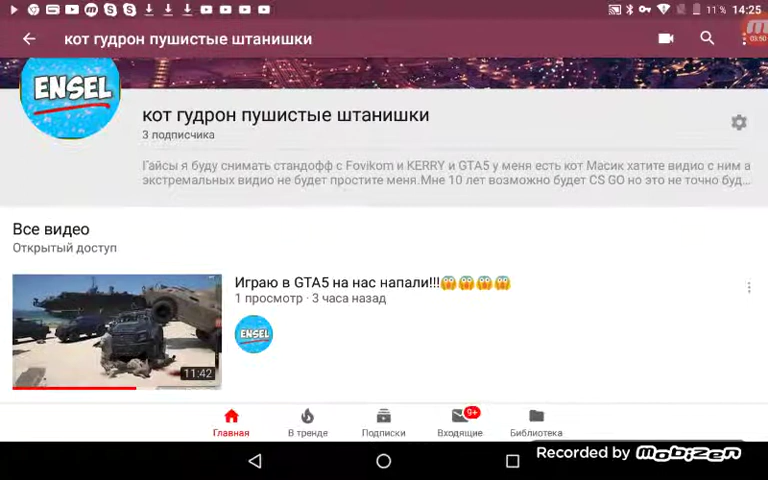 11 % 14:25
кот гудрон пушистые штанишки
03:50
ENSEL
кот гудрон пушистые штанишки
3 подписчика
Гайсы я буду снимать стандофф с Fovikom и KERRY и GTA5 у меня есть кот Масик хатите видио с ним а
экстремальных видио не будет простите меня.Мне 10 лет возможно будет CS GO но это не точно буд...
Все видео
Открытый доступ
Играю в GTA5 на нас напали!!!😱😱😱😱
1 просмотр · 3 часа назад
ENSEL
11:42
9+
Главная
В тренде
Подписки
Входящие
Библиотека
Recorded by mobizen